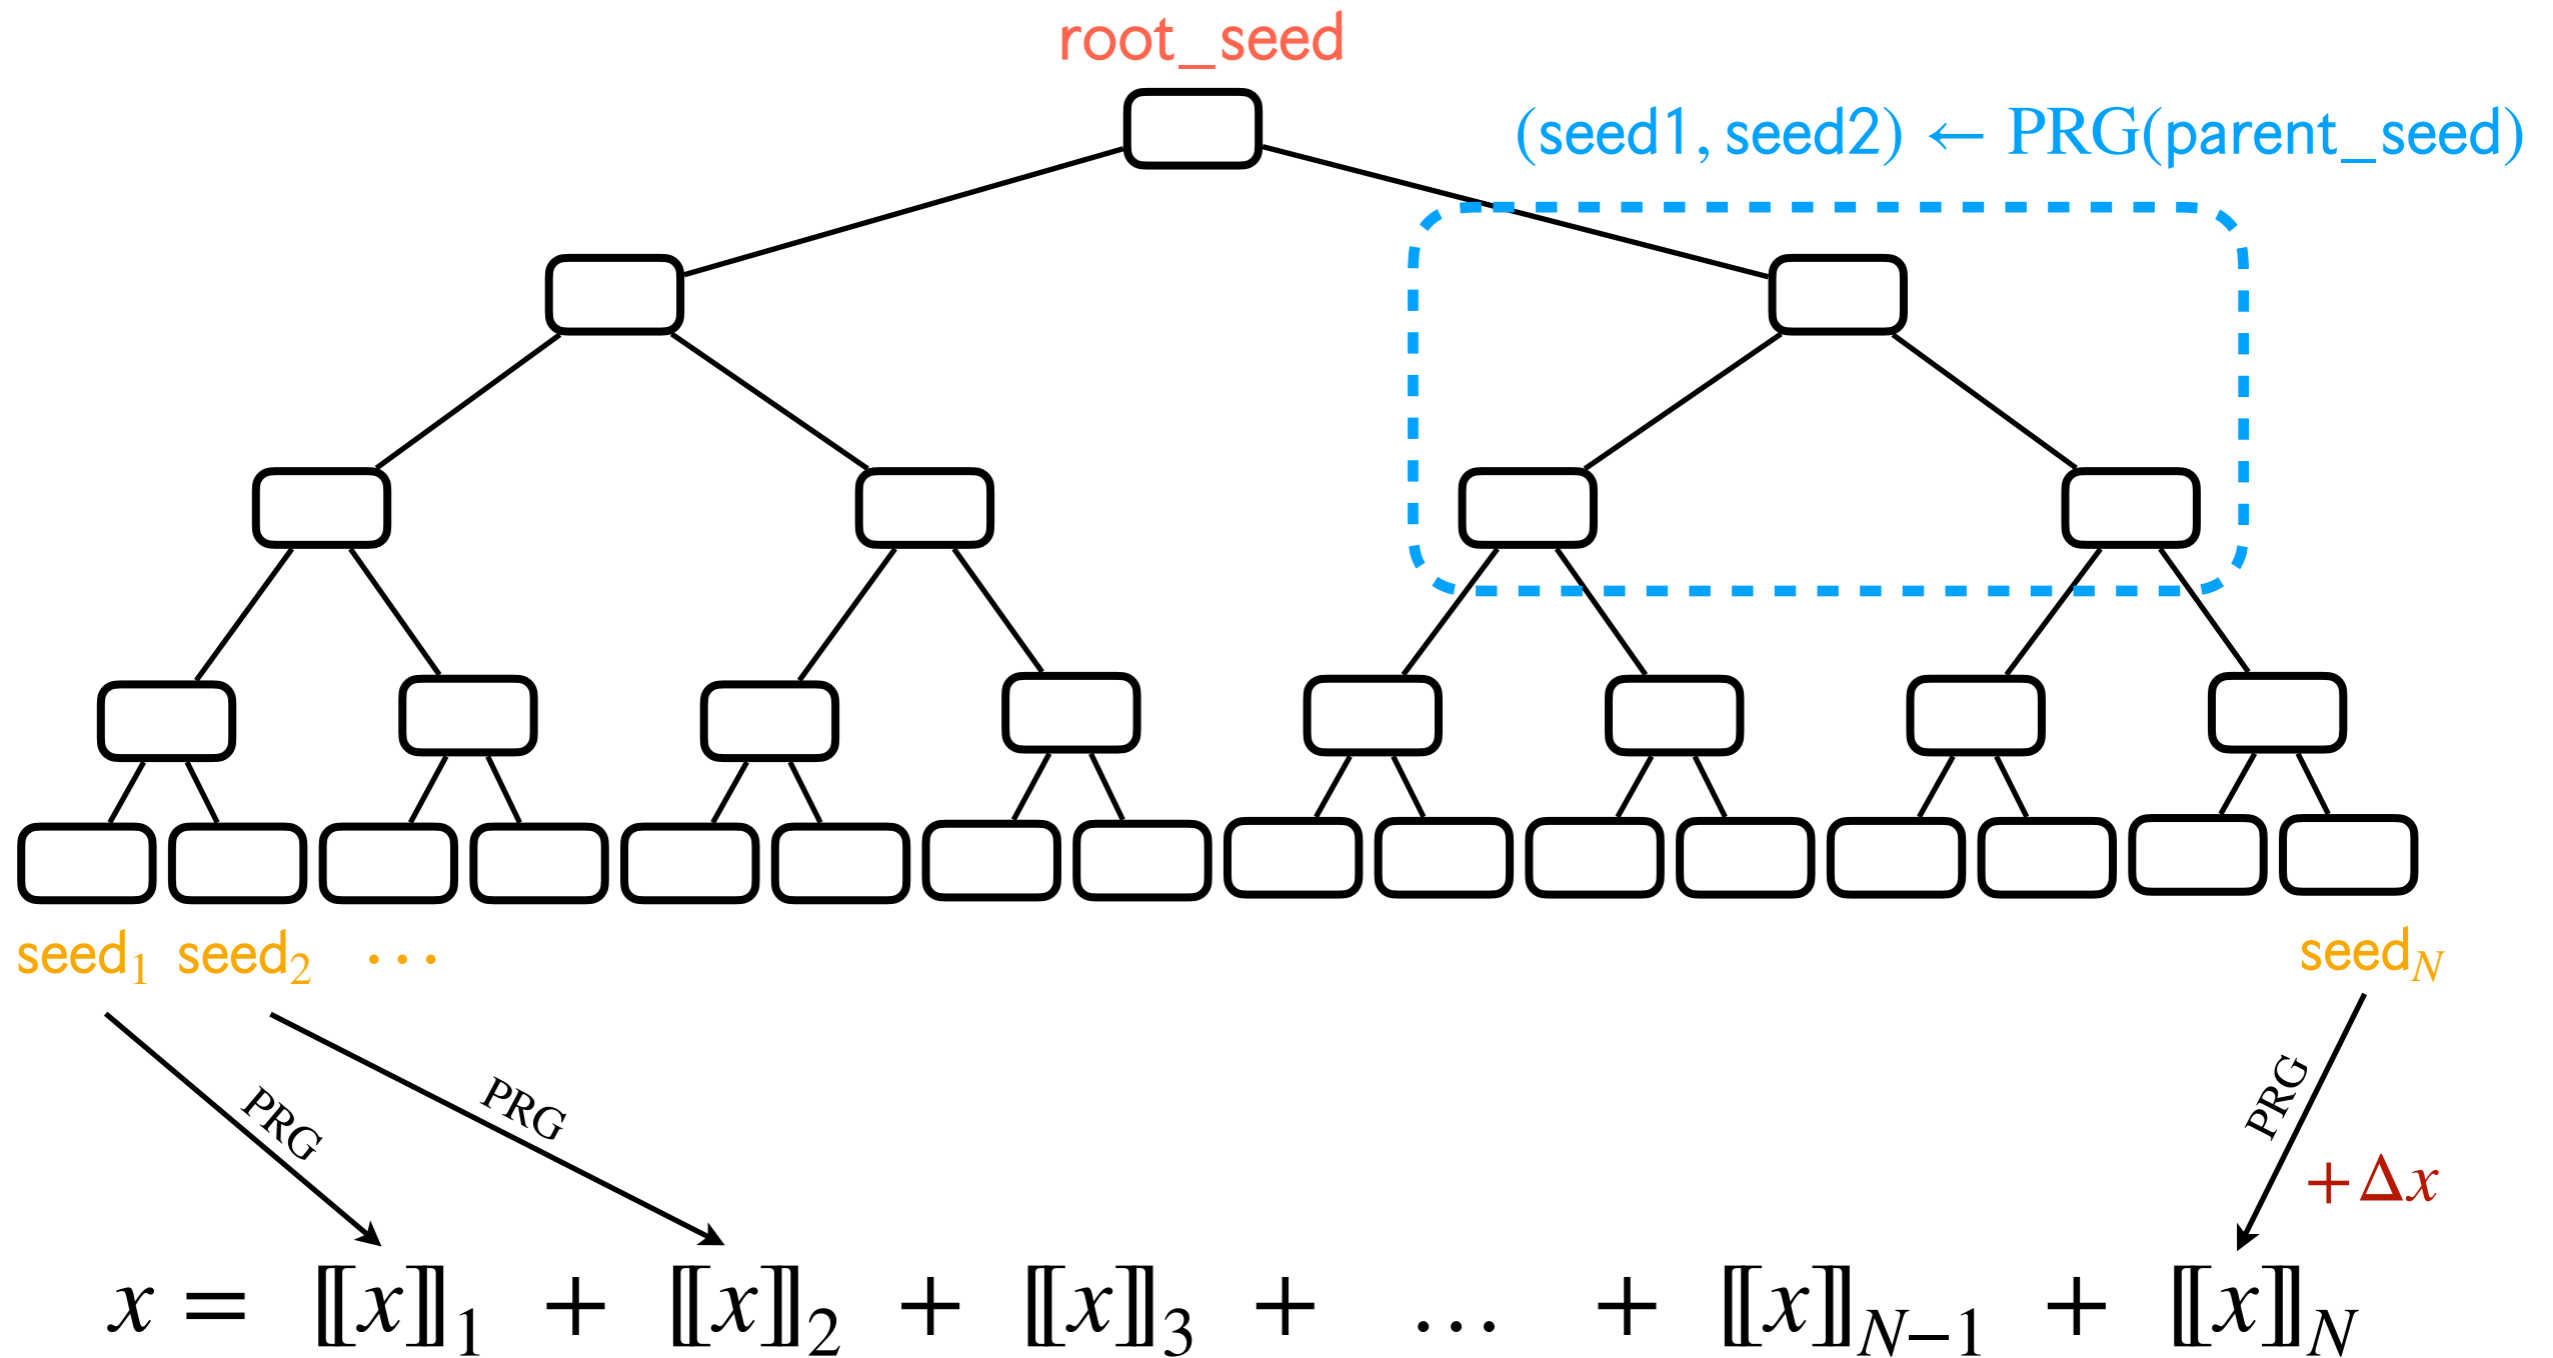 root_seed
(seed1, seed2) ← PRG(parent_seed)
seed₁ seed₂ ⋯ seed_N
PRG PRG PRG
+Δx
x = ⟦x⟧₁ + ⟦x⟧₂ + ⟦x⟧₃ + … + ⟦x⟧_{N−1} + ⟦x⟧_N